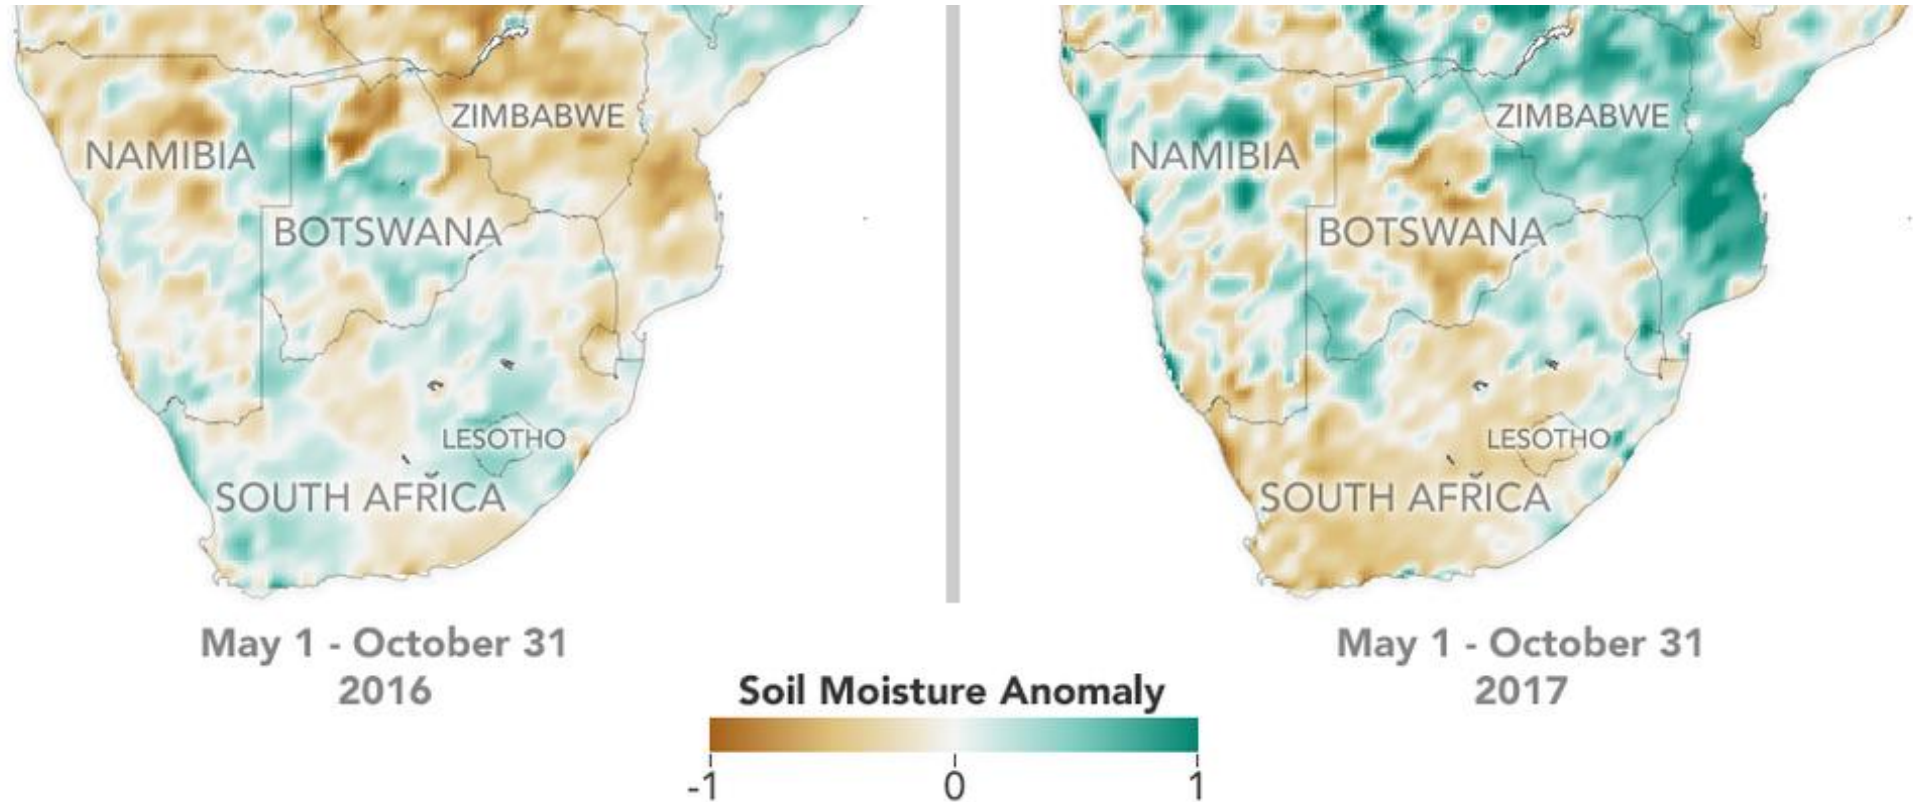 ZIMBABWE
NAMIBIA
BOTSWANA
LESOTHO
SOUTH AFRICA
May 1 - October 31
2016
ZIMBABWE
NAMIBIA
BOTSWANA
LESOTHO
SOUTH AFRICA
May 1 - October 31
2017
Soil Moisture Anomaly
-1 0 1